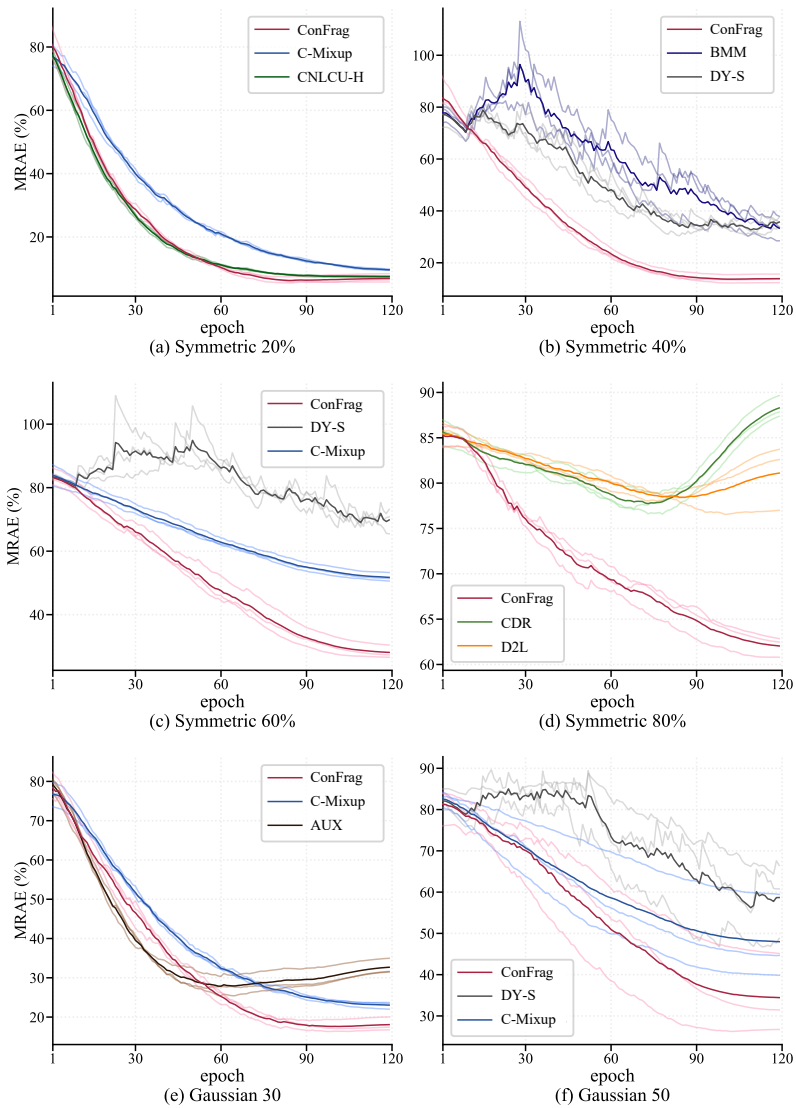 ConFrag
C-Mixup
CNLCU-H
80
60
40
20
MRAE (%)
1
30
60
90
120
epoch
(a) Symmetric 20%
ConFrag
BMM
DY-S
100
80
60
40
20
1
30
60
90
120
epoch
(b) Symmetric 40%
ConFrag
DY-S
C-Mixup
100
80
60
40
MRAE (%)
1
30
60
90
120
epoch
(c) Symmetric 60%
90
85
80
75
70
65
60
ConFrag
CDR
D2L
1
30
60
90
120
epoch
(d) Symmetric 80%
ConFrag
C-Mixup
AUX
80
70
60
50
40
30
20
MRAE (%)
1
30
60
90
120
epoch
(e) Gaussian 30
90
80
70
60
50
40
30
ConFrag
DY-S
C-Mixup
1
30
60
90
120
epoch
(f) Gaussian 50